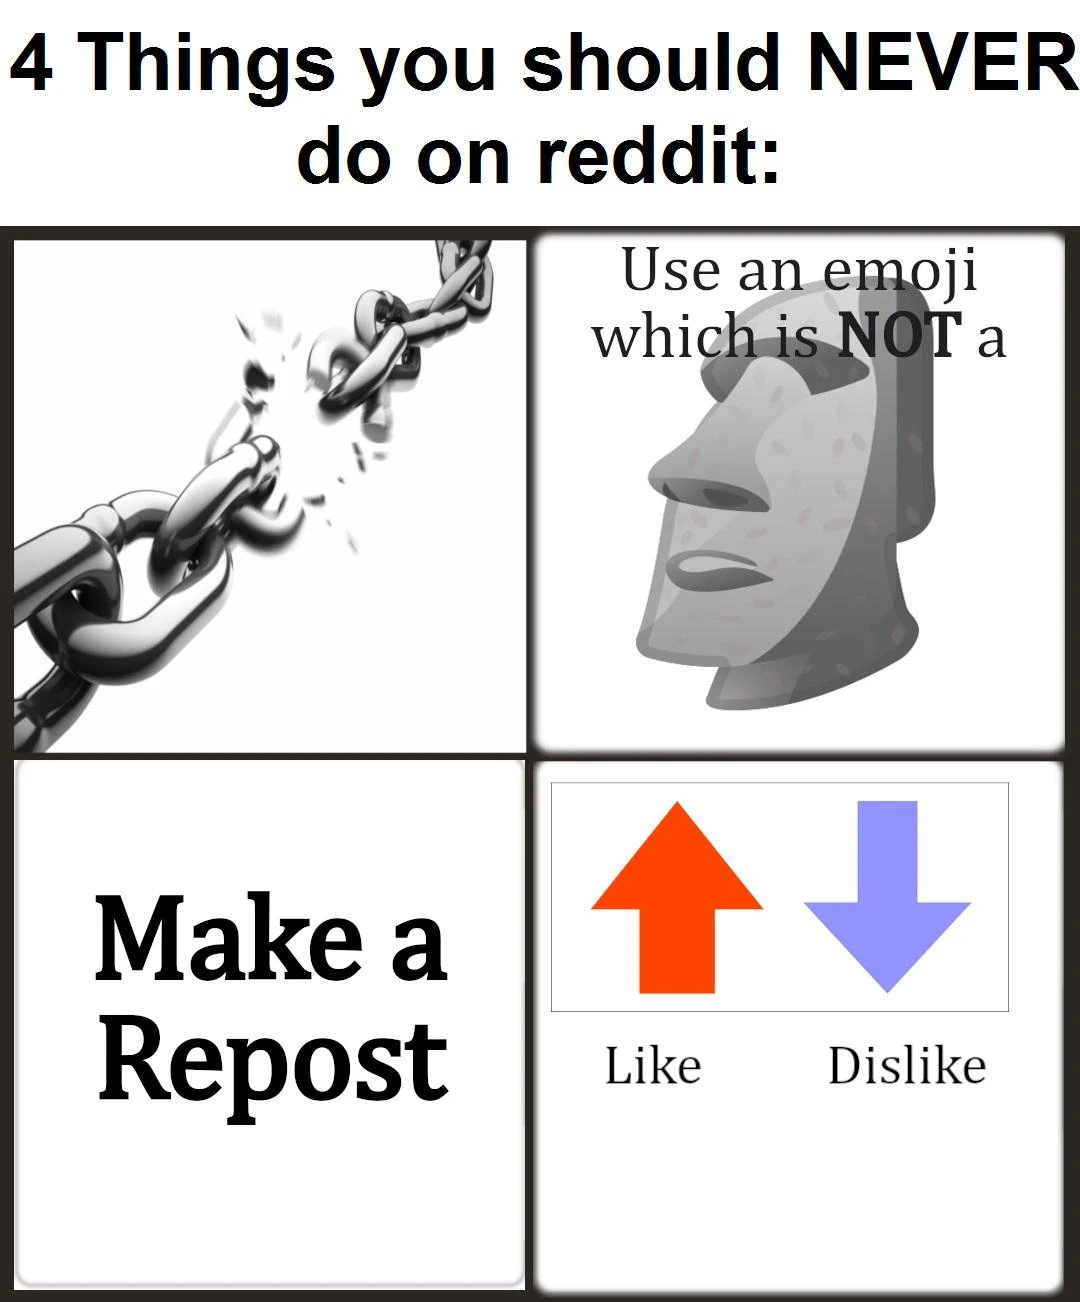 4 Things you should NEVER
do on reddit:
Use an emoji
which is NOT a
Make a
Repost
Like
Dislike